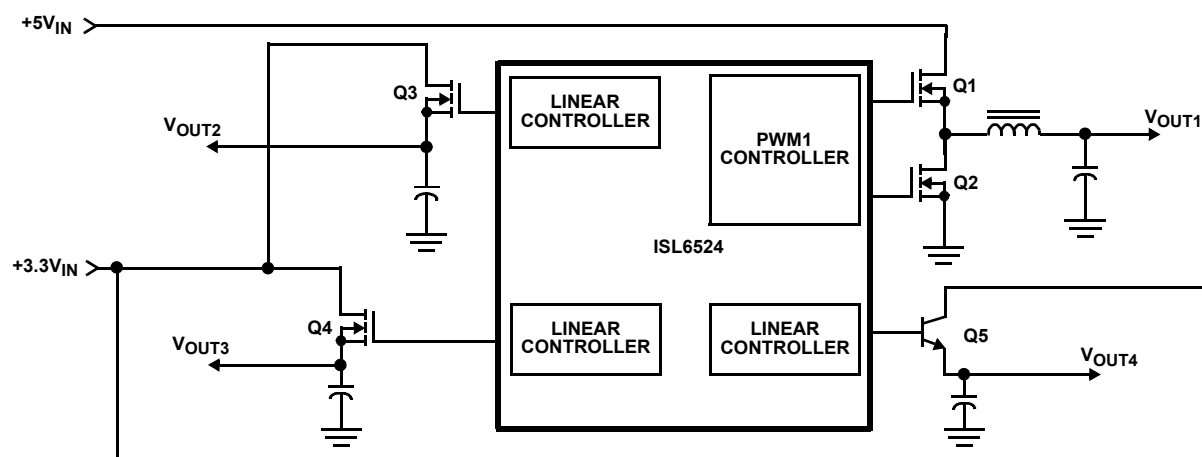 +5VIN
Q3
LINEAR
CONTROLLER
PWM1
CONTROLLER
Q1
VOUT1
VOUT2
Q2
ISL6524
+3.3VIN
Q4
LINEAR
CONTROLLER
LINEAR
CONTROLLER
Q5
VOUT3
VOUT4